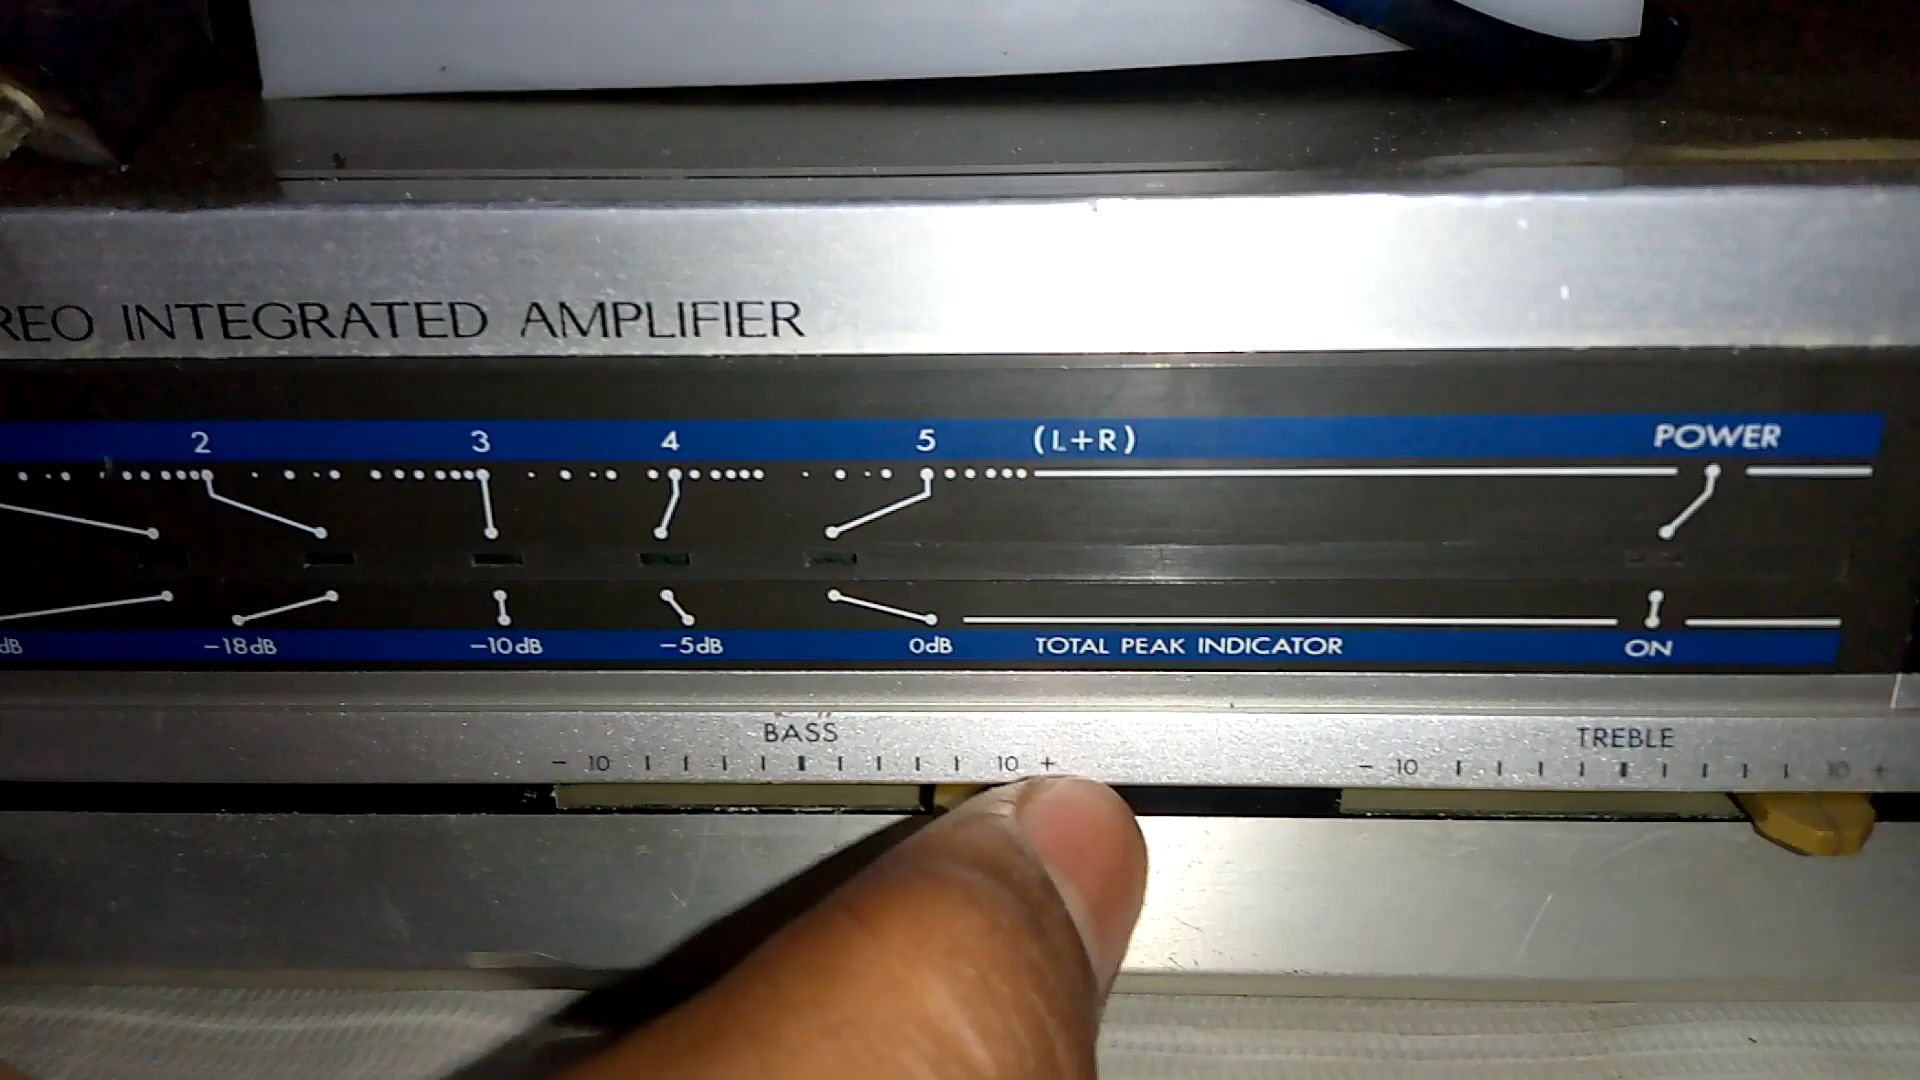 REO INTEGRATED AMPLIFIER
2 3 4 5 (L+R) POWER
dB −18dB −10dB −5dB 0dB TOTAL PEAK INDICATOR ON
BASS TREBLE
− 10 10 + − 10 10 +